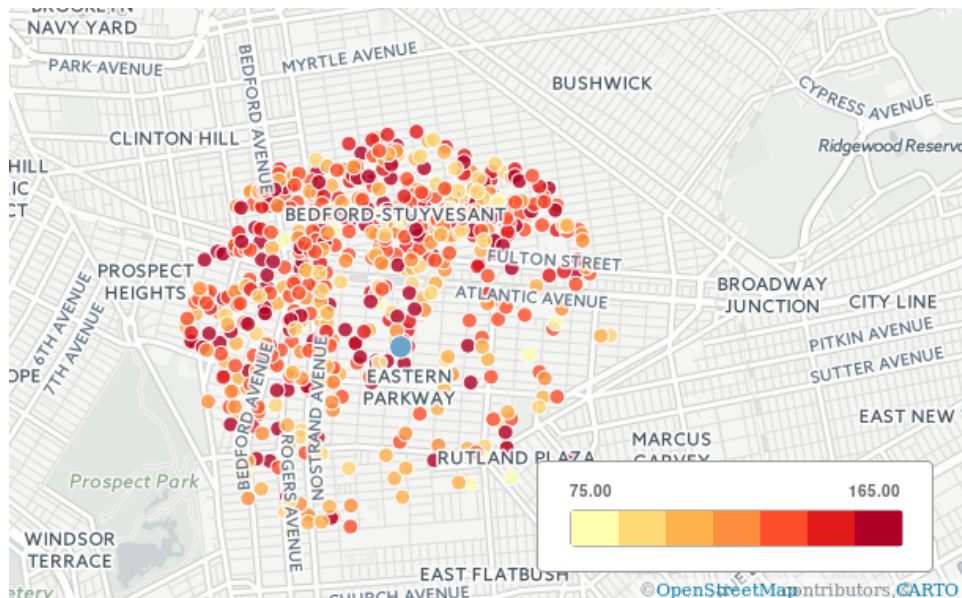 NAVY YARD
PARK AVENUE
BEDFORD AVENUE
MYRTLE AVENUE
BUSHWICK
CYPRESS AVENUE
CLINTON HILL
Ridgewood Reservo
HILL
IC
CT
BEDFORD-STUYVESANT
PROSPECT
HEIGHTS
FULTON STREET
ATLANTIC AVENUE
BROADWAY
JUNCTION
CITY LINE
6TH AVENUE
7TH AVENUE
PITKIN AVENUE
SUTTER AVENUE
OPE
EASTERN
PARKWAY
BEDFORD AVENUE
ROGERS AVENUE
NOSTRAND AVENUE
EAST NEW
MARCUS
GARVEY
RUTLAND PLAZA
Prospect Park
75.00
165.00
WINDSOR
TERRACE
EAST FLATBUSH
CHURCH AVENUE
etery
© OpenStreetMap contributors, © CARTO